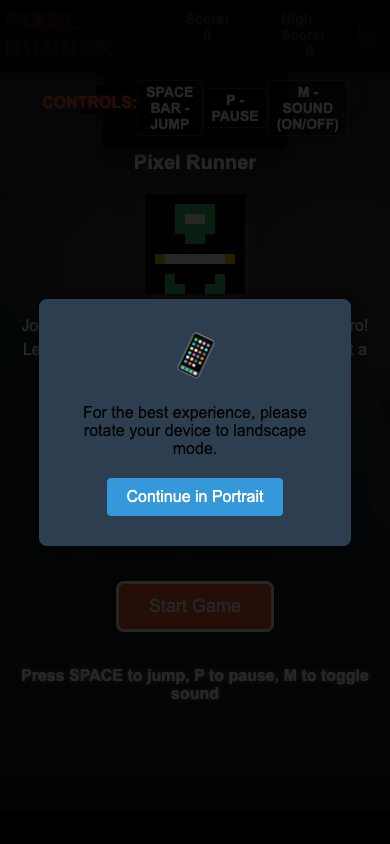 PIXEL
RUNNER
Score:
0
High
Score:
0
CONTROLS:
SPACE
BAR -
JUMP
P -
PAUSE
M -
SOUND
(ON/OFF)
Pixel Runner
Jo
ro!
Le
t a
For the best experience, please
rotate your device to landscape
mode.
Continue in Portrait
Start Game
Press SPACE to jump, P to pause, M to toggle
sound